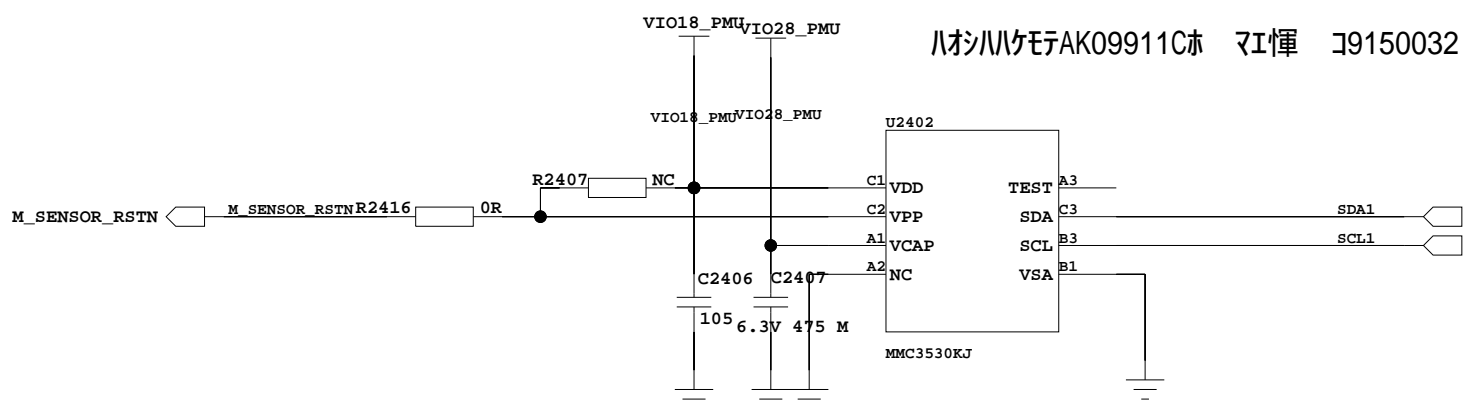 VIO18_PMU
VIO28_PMU
ﾊｵｼﾊﾊｹﾓﾃAK09911Cﾎ ﾏｴ惲 ｺ9150032
VIO18_PMU
VIO28_PMU
U2402
R2407
NC
C1
VDD
TEST
A3
M_SENSOR_RSTN
M_SENSOR_RSTN
R2416
0R
C2
VPP
SDA
C3
SDA1
A1
VCAP
SCL
B3
SCL1
A2
NC
VSA
B1
C2406
C2407
105
6.3V 475 M
MMC3530KJ